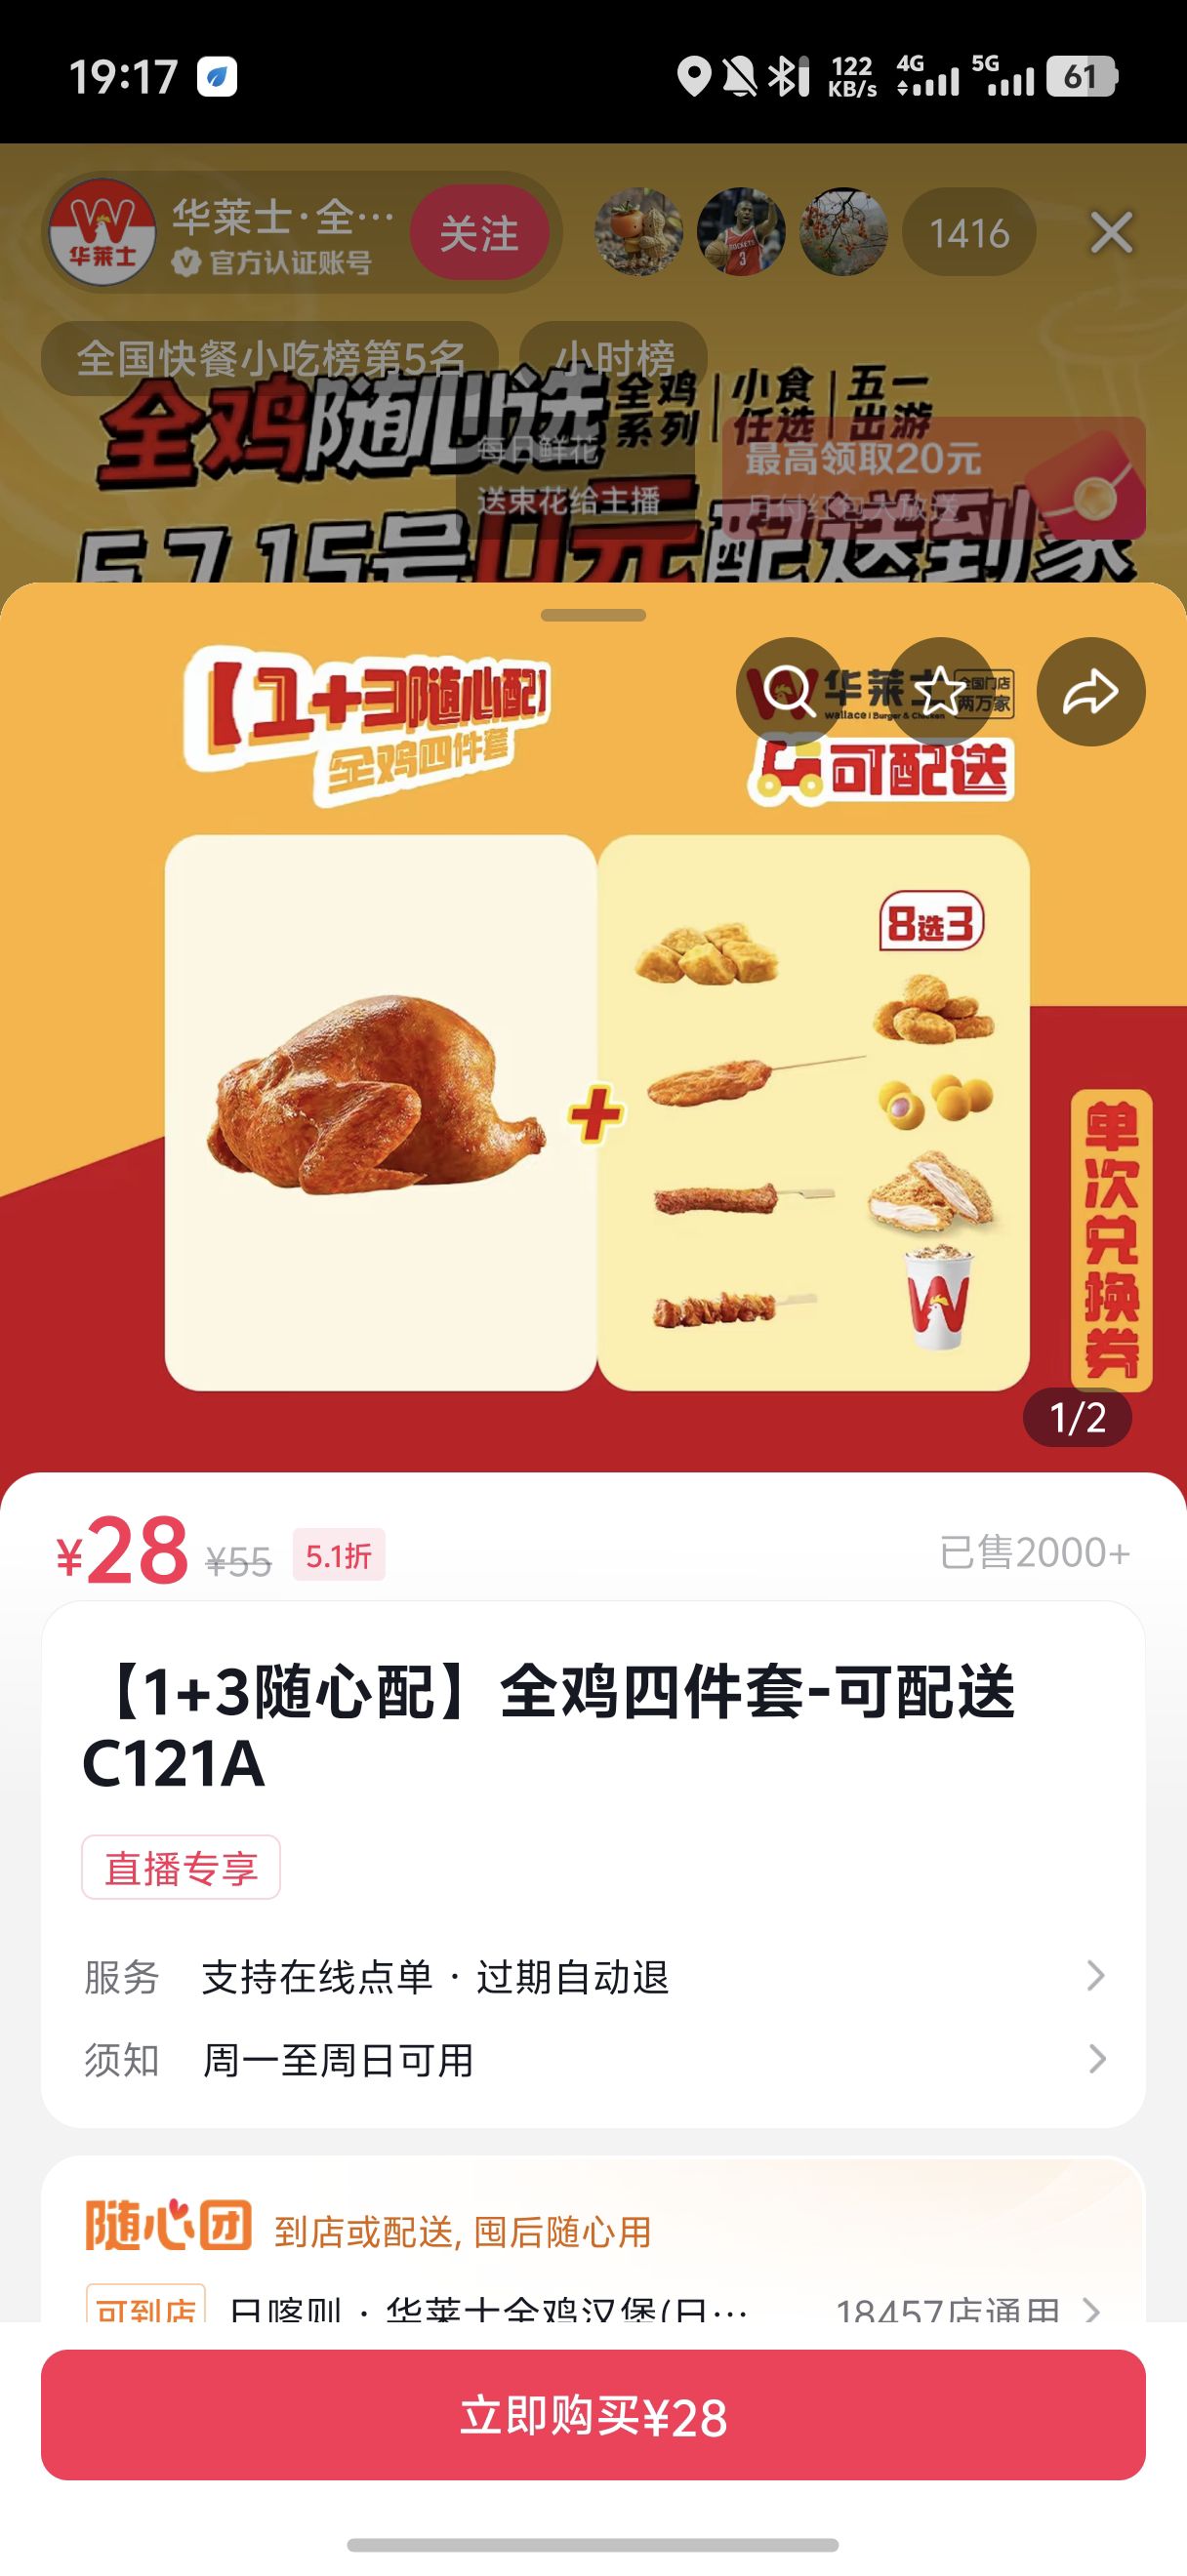 19:17
122
KB/s
4G
5G
61
华莱士
华莱士·全…
官方认证账号
关注
ROCKETS
3
1416
全国快餐小吃榜第5名
小时榜
全鸡随心选
全鸡系列
小食任选
五一出游
每日鲜花
送束花给主播
最高领取20元
月付红包大放送
5.7.15号0元配送到家
【1+3随心配】
全鸡四件套
华莱士
Wallace | Burger & Chicken
全国门店
两万家
可配送
8选3
单次兑换券
1/2
¥28 ¥55 5.1折
已售2000+
【1+3随心配】全鸡四件套-可配送
C121A
直播专享
服务 支持在线点单 · 过期自动退
须知 周一至周日可用
随心团 到店或配送, 囤后随心用
可到店 日喀则 · 华莱士全鸡汉堡(日… 18457店通用
立即购买¥28